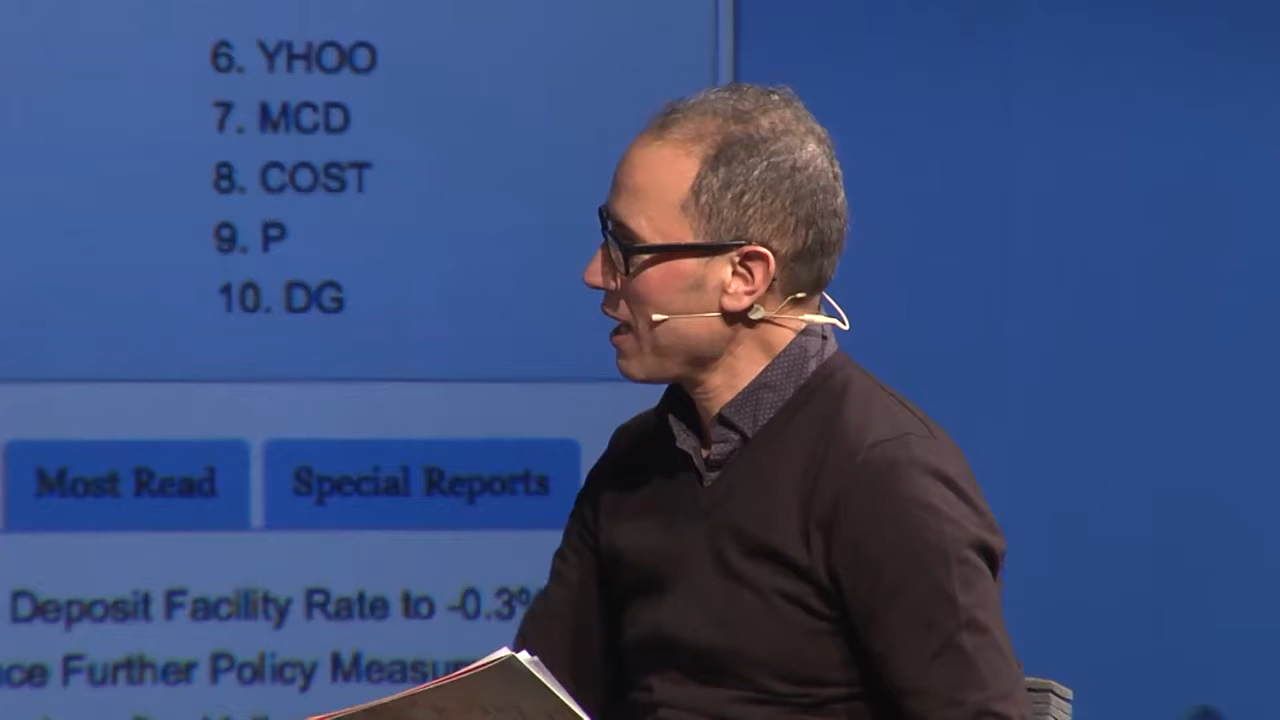 6. YHOO
7. MCD
8. COST
9. P
10. DG
Most Read
Special Reports
Deposit Facility Rate to -0.3%
Further Policy